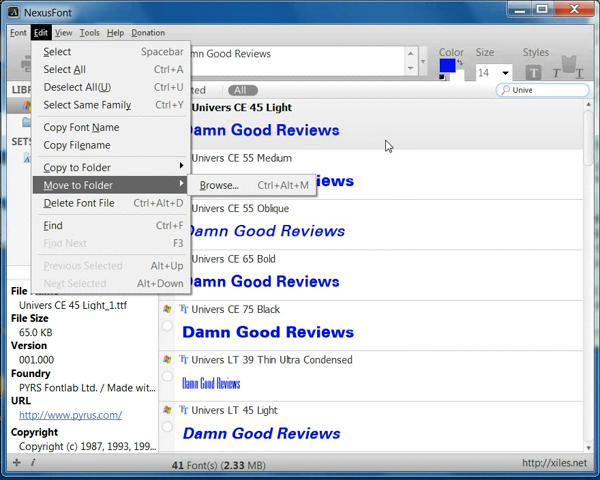 NexusFont
Font Edit View Tools Help Donation
Select Spacebar
Select All Ctrl+A
Deselect All(U) Ctrl+U
Select Same Family Ctrl+Y
Copy Font Name
Copy Filename
Copy to Folder
Move to Folder
Browse... Ctrl+Alt+M
Delete Font File Ctrl+Alt+D
Find Ctrl+F
Find Next F3
Previous Selected Alt+Up
Next Selected Alt+Down
LIB
SETS
amn Good Reviews
Color
Size
14
Styles
T T T
ted
All
Unive
Univers CE 45 Light
Damn Good Reviews
Univers CE 55 Medium
iews
Univers CE 55 Oblique
Damn Good Reviews
Univers CE 65 Bold
Damn Good Reviews
Univers CE 75 Black
Damn Good Reviews
Univers LT 39 Thin Ultra Condensed
Damn Good Reviews
Univers LT 45 Light
Damn Good Reviews
File Name
Univers CE 45 Light_1.ttf
File Size
65.0 KB
Version
001.000
Foundry
PYRS Fontlab Ltd. / Made wit...
URL
http://www.pyrus.com/
Copyright
Copyright (c) 1987, 1993, 199...
41 Font(s) (2.33 MB)
http://xiles.net